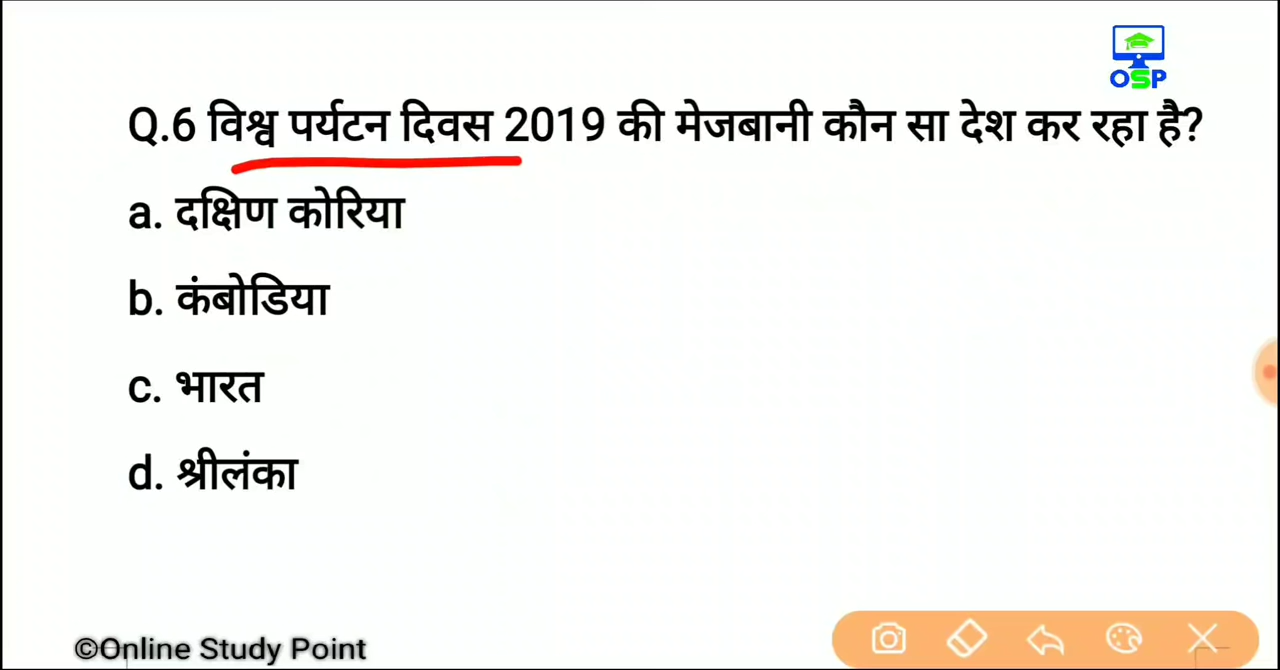 OSP
Q.6 विश्व पर्यटन दिवस 2019 की मेजबानी कौन सा देश कर रहा है?
a. दक्षिण कोरिया
b. कंबोडिया
c. भारत
d. श्रीलंका
©Online Study Point